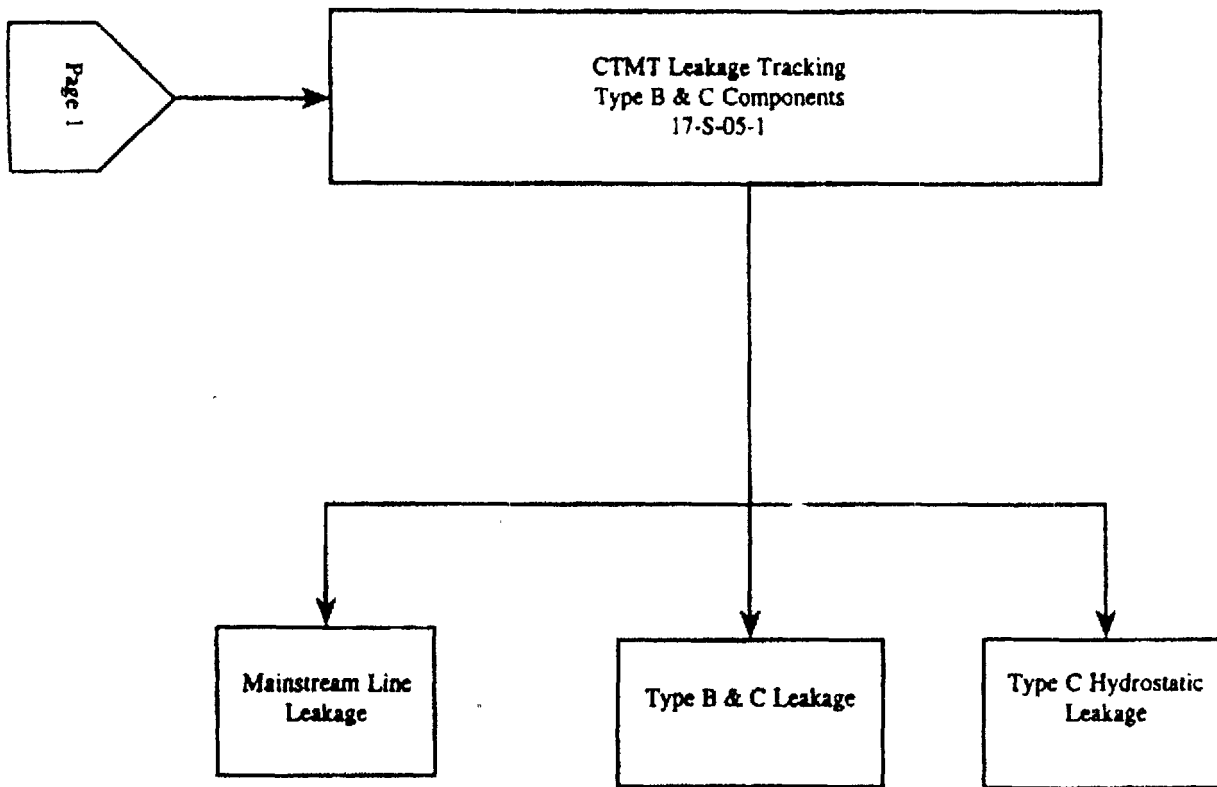 Page 1
CTMT Leakage Tracking
Type B & C Components
17-S-05-1
Mainstream Line
Leakage
Type B & C Leakage
Type C Hydrostatic
Leakage